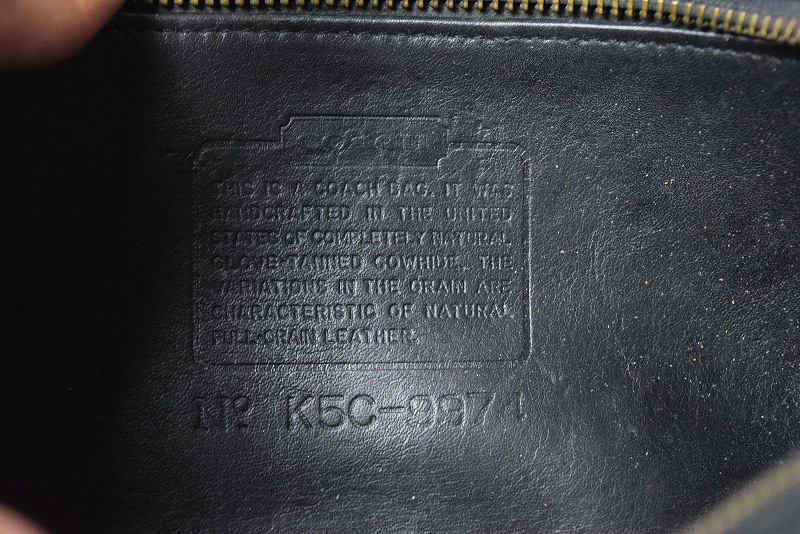 COACH
THIS IS A COACH BAG. IT WAS
HANDCRAFTED IN THE UNITED
STATES OF COMPLETELY NATURAL
GLOVE-TANNED COWHIDE. THE
VARIATIONS IN THE GRAIN ARE
CHARACTERISTIC OF NATURAL
FULL-GRAIN LEATHER.
No K5C-9974